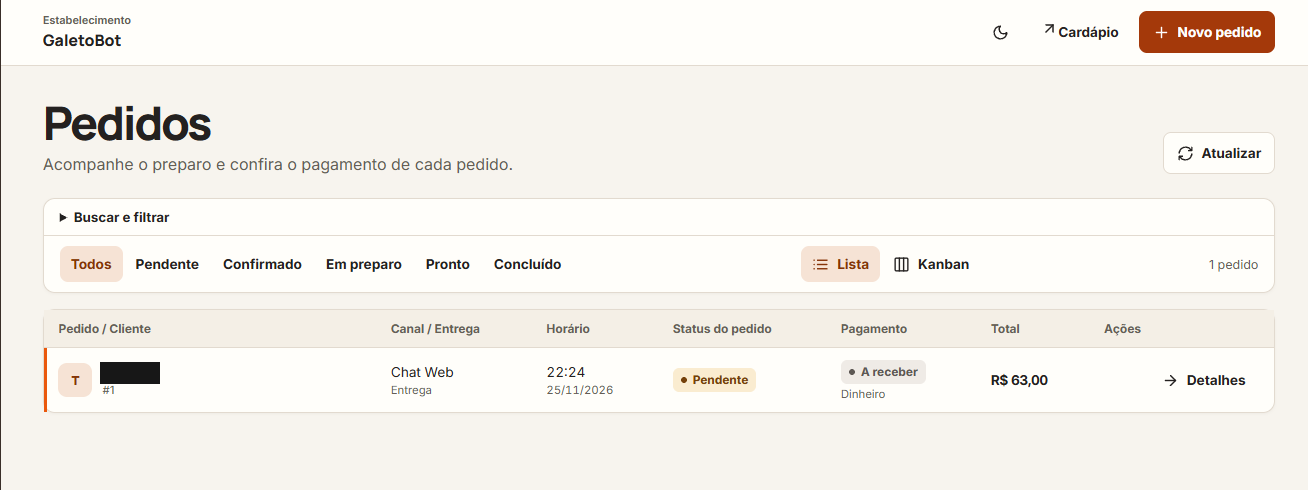 Estabelecimento
GaletoBot
Cardápio
Novo pedido
Pedidos
Acompanhe o preparo e confira o pagamento de cada pedido.
Atualizar
Buscar e filtrar
Todos Pendente Confirmado Em preparo Pronto Concluído Lista Kanban 1 pedido
Pedido / Cliente Canal / Entrega Horário Status do pedido Pagamento Total Ações
T #1 Chat Web Entrega 22:24 25/11/2026 Pendente A receber Dinheiro R$ 63,00 Detalhes